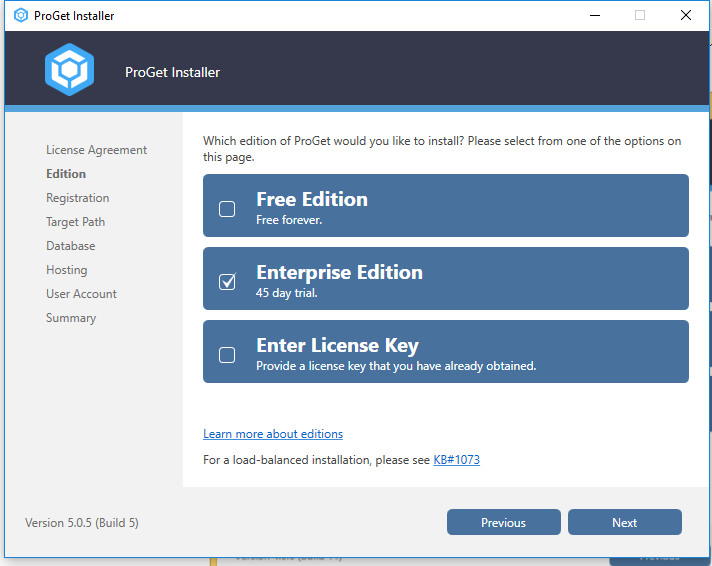 ProGet Installer
ProGet Installer
License Agreement
Edition
Registration
Target Path
Database
Hosting
User Account
Summary
Which edition of ProGet would you like to install? Please select from one of the options on
this page.
Free Edition
Free forever.
Enterprise Edition
45 day trial.
Enter License Key
Provide a license key that you have already obtained.
Learn more about editions
For a load-balanced installation, please see KB#1073
Version 5.0.5 (Build 5)
Previous
Next